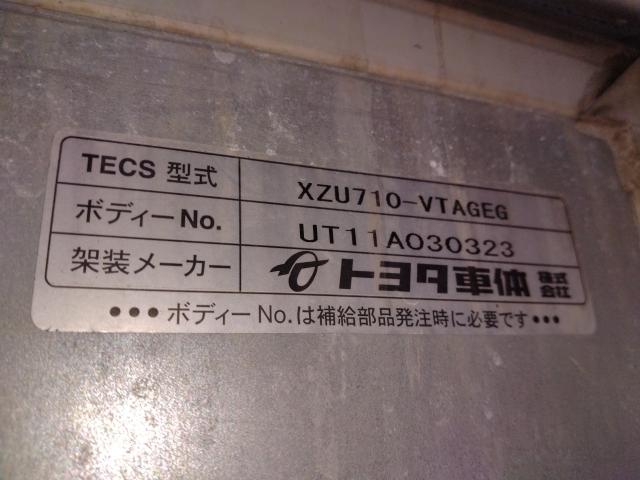 TECS 型式 XZU710-VTAGEG
ボディーNo. UT11A030323
架装メーカー トヨタ車体 株式会社
•••ボディーNo.は補給部品発注時に必要です•••